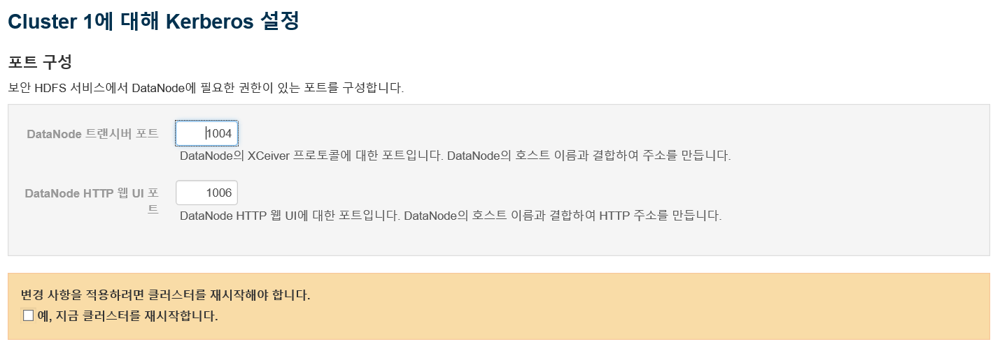 Cluster 1에 대해 Kerberos 설정
포트 구성
보안 HDFS 서비스에서 DataNode에 필요한 권한이 있는 포트를 구성합니다.
DataNode 트랜시버 포트
1004
DataNode의 XCeiver 프로토콜에 대한 포트입니다. DataNode의 호스트 이름과 결합하여 주소를 만듭니다.
DataNode HTTP 웹 UI 포
트
1006
DataNode HTTP 웹 UI에 대한 포트입니다. DataNode의 호스트 이름과 결합하여 HTTP 주소를 만듭니다.
변경 사항을 적용하려면 클러스터를 재시작해야 합니다.
예, 지금 클러스터를 재시작합니다.